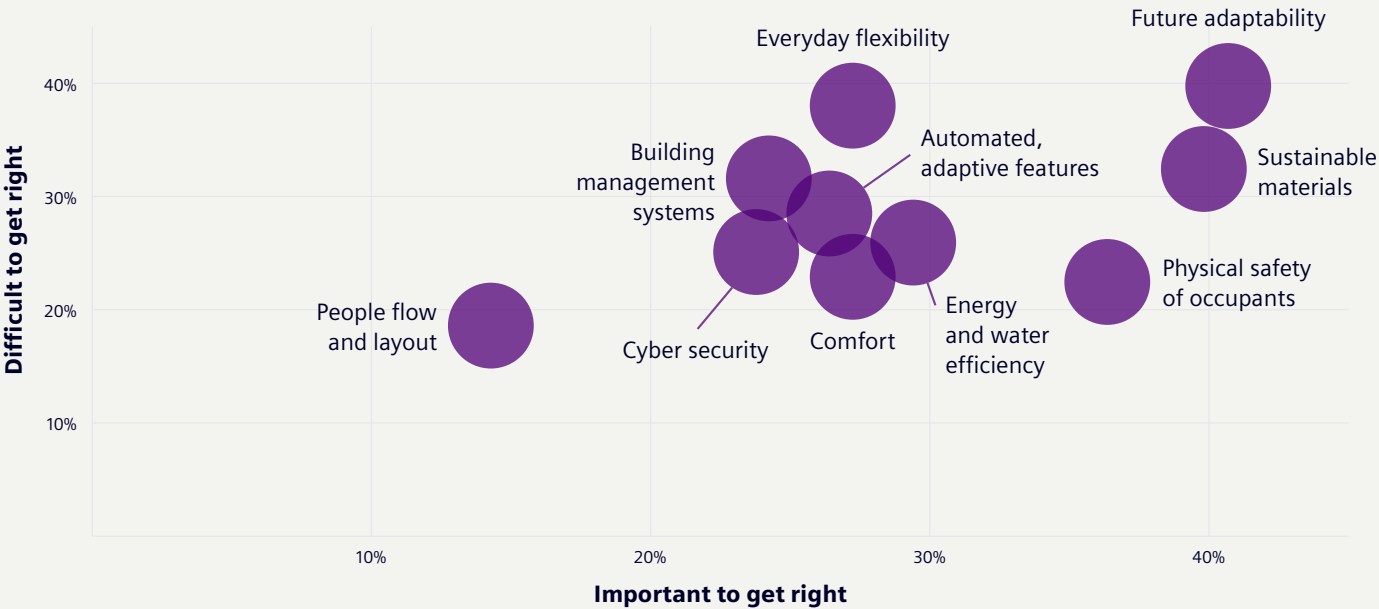 Future adaptability
Everyday flexibility
40%
Automated,
adaptive features
Building
management
systems
Sustainable
materials
30%
Difficult to get right
Physical safety
of occupants
People flow
and layout
20%
Energy
and water
efficiency
Cyber security
Comfort
10%
10%
20%
30%
40%
Important to get right